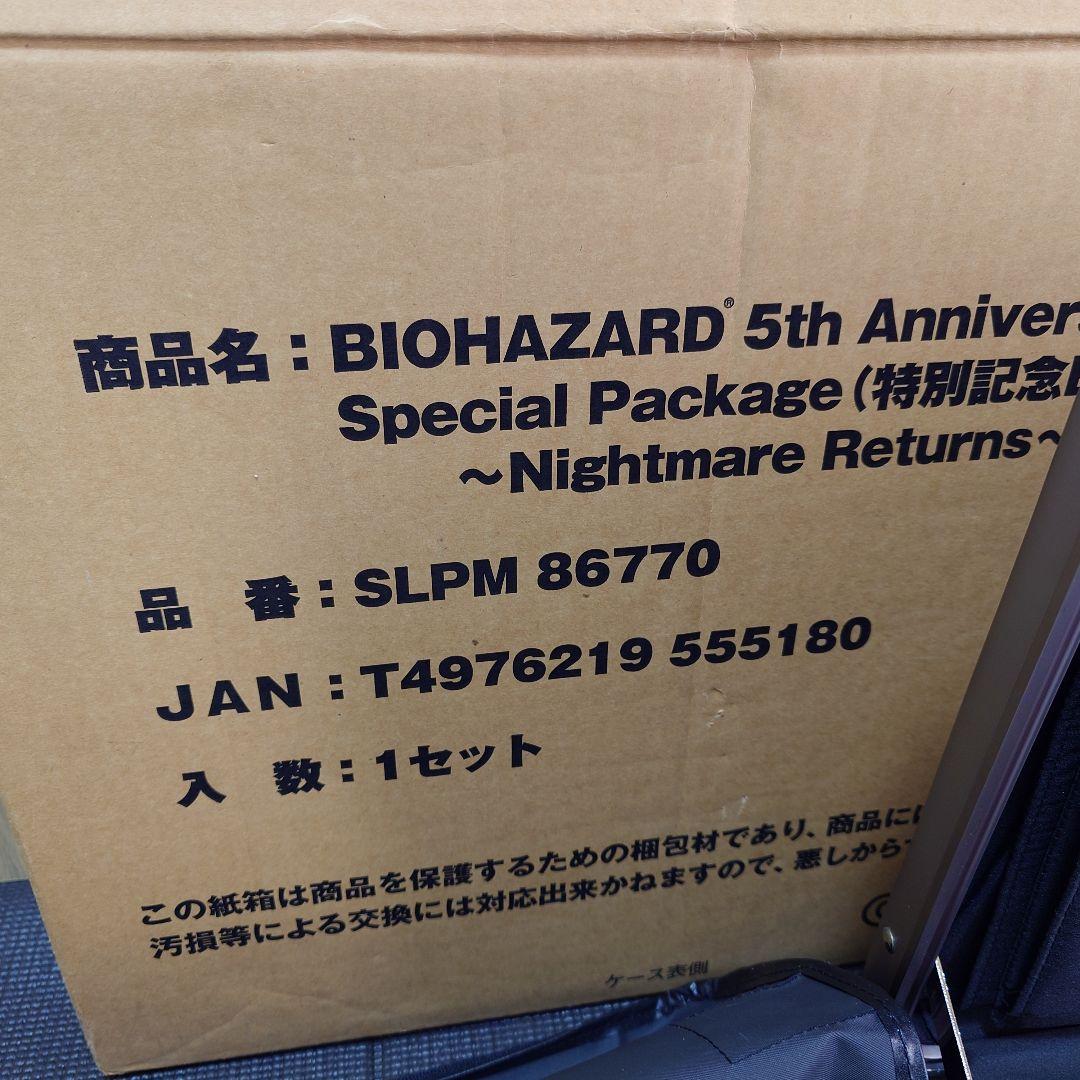 商品名：BIOHAZARD® 5th Annivers
Special Package（特別記念
～Nightmare Returns～
品 番：SLPM 86770
JAN：T4976219 555180
入 数：1セット
この紙箱は商品を保護するための梱包材であり、商品には
汚損等による交換には対応出来かねますので、悪しから
ケース表側